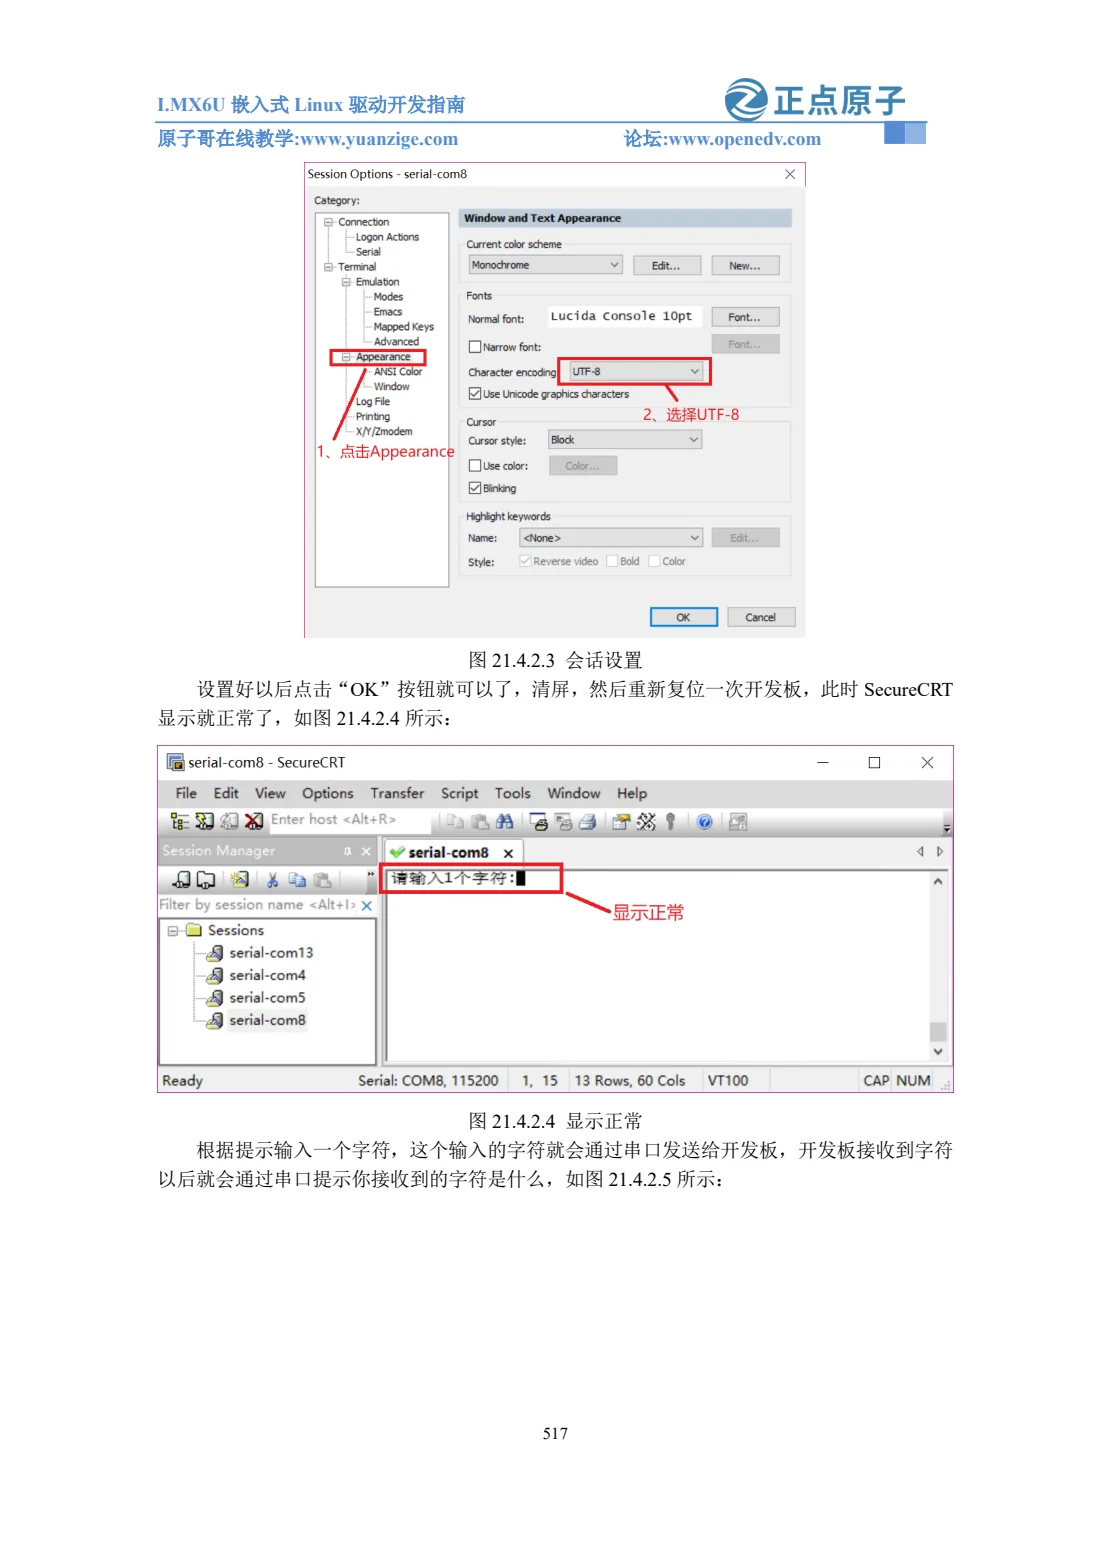 I.MX6U 嵌入式 Linux 驱动开发指南
正点原子
原子哥在线教学:www.yuanzige.com 论坛:www.openedv.com
Session Options - serial-com8
Category:
Connection
Logon Actions
Serial
Terminal
Emulation
Modes
Emacs
Mapped Keys
Advanced
Appearance
ANSI Color
Window
Log File
Printing
X/Y/Zmodem
1、点击Appearance
Window and Text Appearance
Current color scheme
Monochrome Edit... New...
Fonts
Normal font: Lucida Console 10pt Font...
Narrow font: Font...
Character encoding: UTF-8
Use Unicode graphics characters
2、选择UTF-8
Cursor
Cursor style: Block
Use color: Color...
Blinking
Highlight keywords
Name: <None> Edit...
Style: Reverse video Bold Color
OK Cancel
图 21.4.2.3 会话设置
设置好以后点击“OK”按钮就可以了，清屏，然后重新复位一次开发板，此时 SecureCRT
显示就正常了，如图 21.4.2.4 所示：
serial-com8 - SecureCRT
File Edit View Options Transfer Script Tools Window Help
Enter host <Alt+R>
Session Manager
serial-com8
请输入1个字符:
显示正常
Filter by session name <Alt+I>
Sessions
serial-com13
serial-com4
serial-com5
serial-com8
Ready Serial: COM8, 115200 1, 15 13 Rows, 60 Cols VT100 CAP NUM
图 21.4.2.4 显示正常
根据提示输入一个字符，这个输入的字符就会通过串口发送给开发板，开发板接收到字符
以后就会通过串口提示你接收到的字符是什么，如图 21.4.2.5 所示：
517